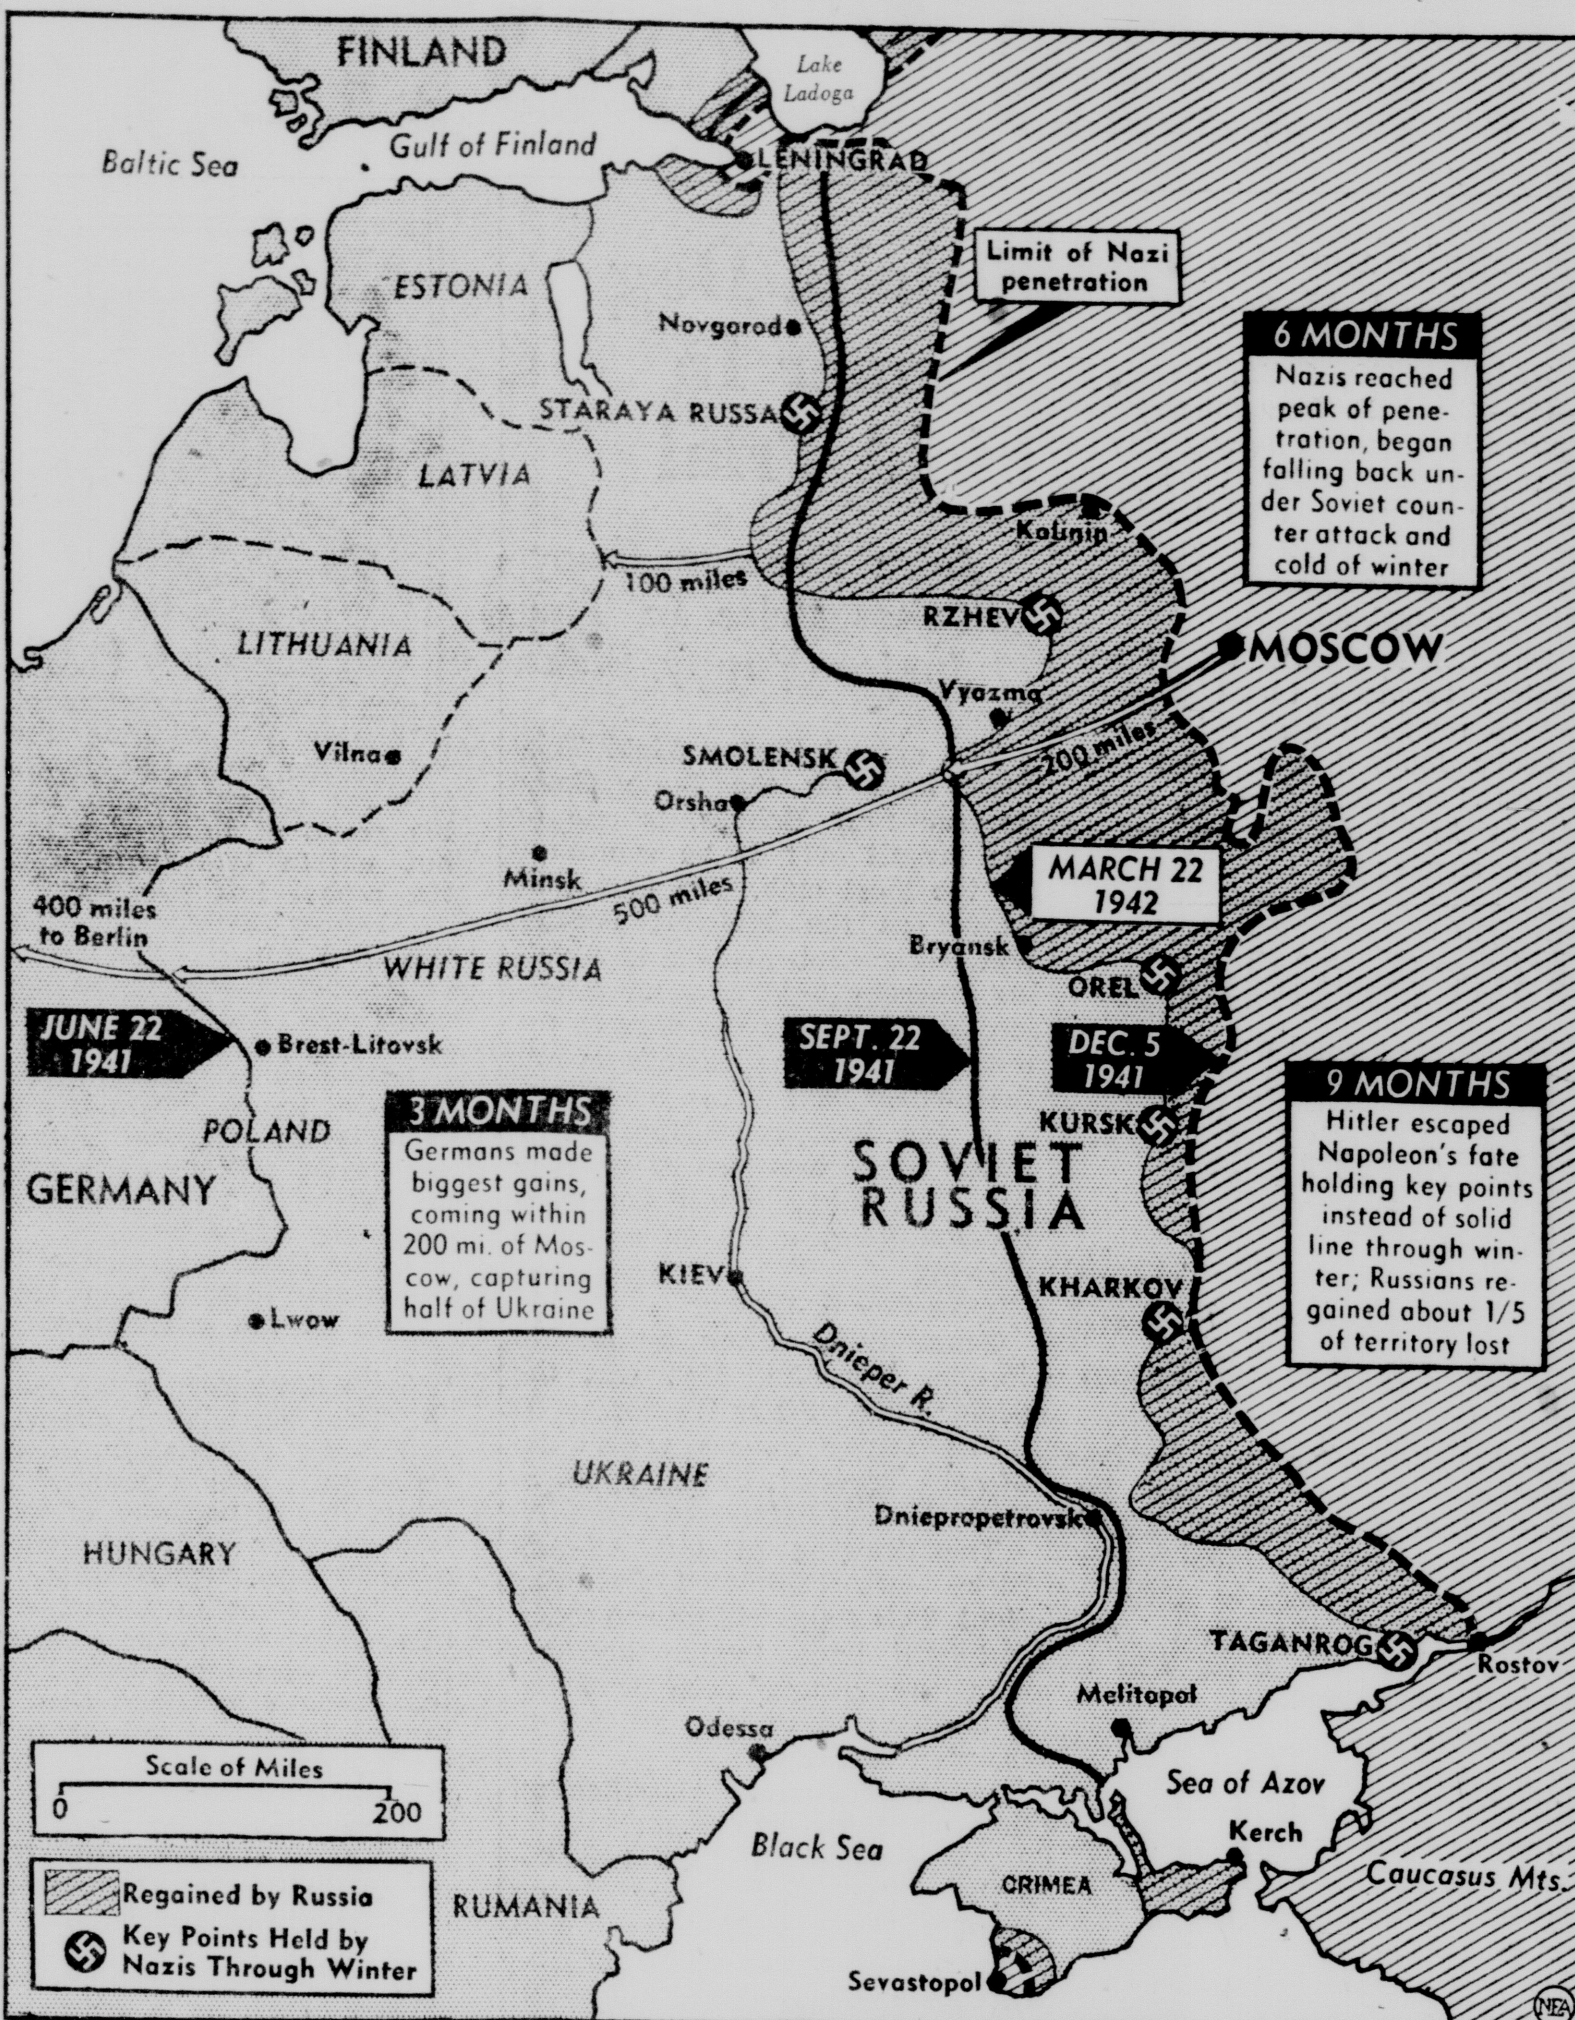 FINLAND
Lake
Ladoga
Baltic Sea
Gulf of Finland
LENINGRAD
Limit of Nazi
penetration
ESTONIA
Novgorod
6 MONTHS
Nazis reached
peak of pene-
tration, began
falling back un-
der Soviet coun-
ter attack and
cold of winter
STARAYA RUSSA
LATVIA
Kalinin
100 miles
RZHEV
LITHUANIA
MOSCOW
Vyazma
200 miles
Vilna
SMOLENSK
Orsha
Minsk
500 miles
MARCH 22
1942
400 miles
to Berlin
WHITE RUSSIA
Bryansk
OREL
JUNE 22
1941
Brest-Litovsk
SEPT. 22
1941
DEC. 5
1941
3 MONTHS
Germans made
biggest gains,
coming within
200 mi. of Mos-
cow, capturing
half of Ukraine
9 MONTHS
Hitler escaped
Napoleon's fate
holding key points
instead of solid
line through win-
ter; Russians re-
gained about 1/5
of territory lost
POLAND
GERMANY
KURSK
SOVIET
RUSSIA
KIEV
KHARKOV
Lwow
Dnieper R.
UKRAINE
Dniepropetrovsk
HUNGARY
TAGANROG
Rostov
Melitopol
Odessa
Scale of Miles
0 200
Sea of Azov
Kerch
Black Sea
CRIMEA
Caucasus Mts.
Regained by Russia
Key Points Held by
Nazis Through Winter
RUMANIA
Sevastopol
NEA